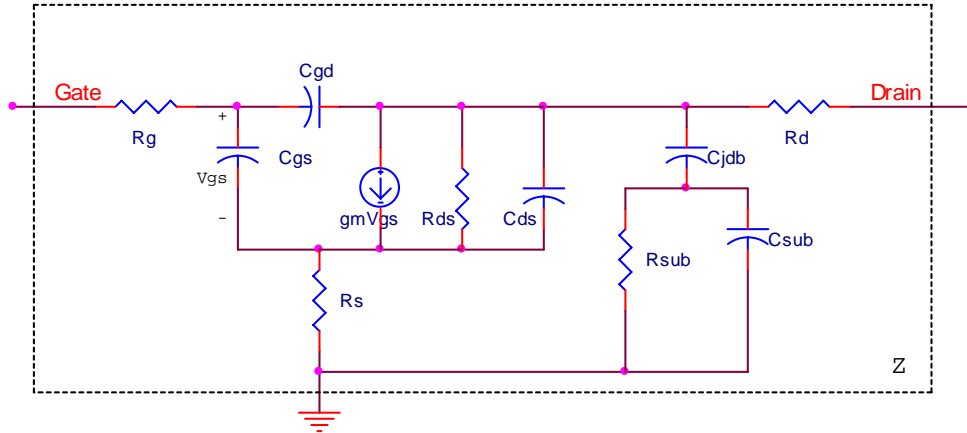 Cgd
Gate
Drain
Rg
+
Cgs
Vgs
-
gmVgs
Rds
Cds
Cjdb
Rd
Rsub
Csub
Rs
Z